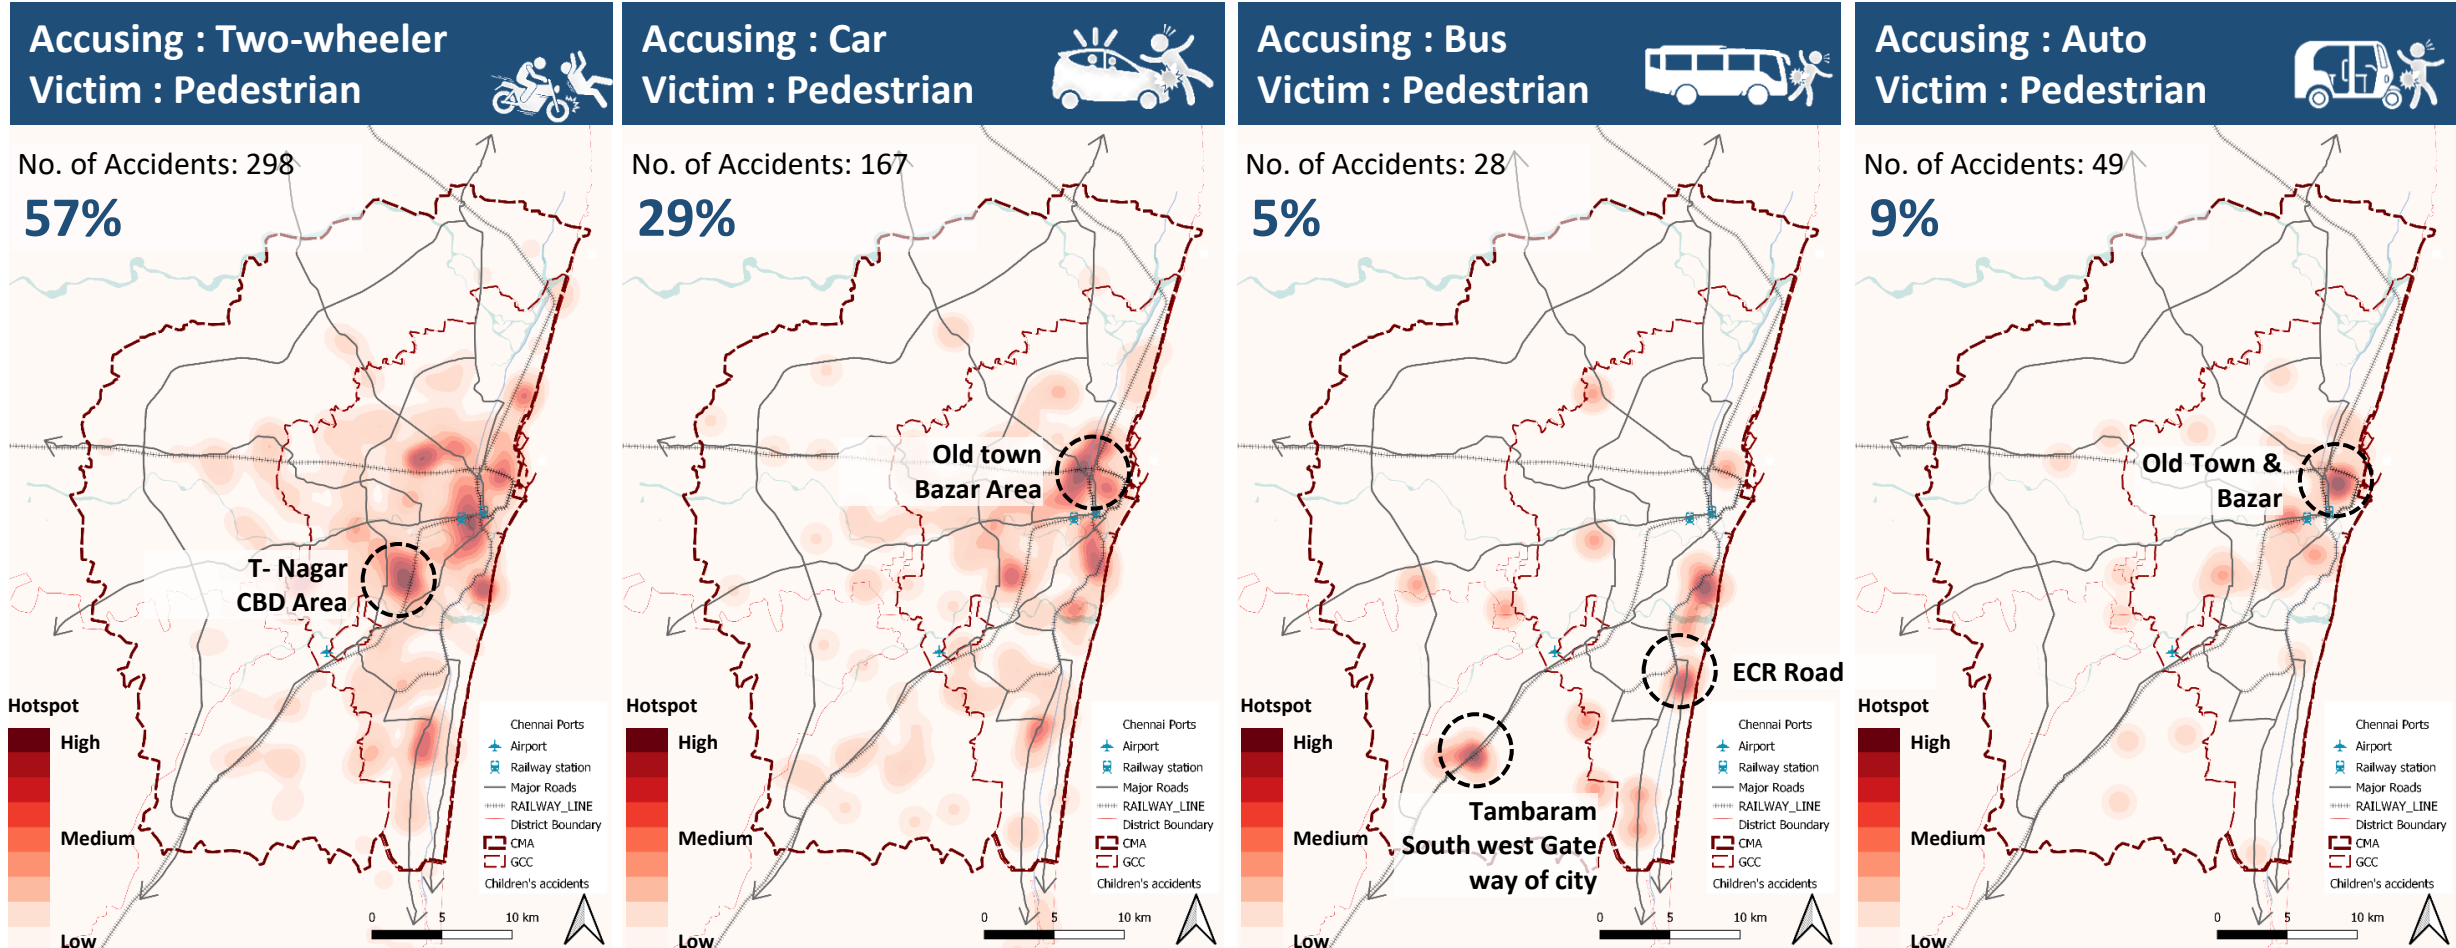 Accusing : Two-wheeler
Victim : Pedestrian
No. of Accidents: 298
57%
T- Nagar
CBD Area
Hotspot
High
Medium
Low
Chennai Ports
Airport
Railway station
Major Roads
RAILWAY_LINE
District Boundary
CMA
GCC
Children's accidents
0 5 10 km
Accusing : Car
Victim : Pedestrian
No. of Accidents: 167
29%
Old town
Bazar Area
Hotspot
High
Medium
Low
Chennai Ports
Airport
Railway station
Major Roads
RAILWAY_LINE
District Boundary
CMA
GCC
Children's accidents
0 5 10 km
Accusing : Bus
Victim : Pedestrian
No. of Accidents: 28
5%
ECR Road
Tambaram
South west Gate
way of city
Hotspot
High
Medium
Low
Chennai Ports
Airport
Railway station
Major Roads
RAILWAY_LINE
District Boundary
CMA
GCC
Children's accidents
0 5 10 km
Accusing : Auto
Victim : Pedestrian
No. of Accidents: 49
9%
Old Town &
Bazar
Hotspot
High
Medium
Low
Chennai Ports
Airport
Railway station
Major Roads
RAILWAY_LINE
District Boundary
CMA
GCC
Children's accidents
0 5 10 km